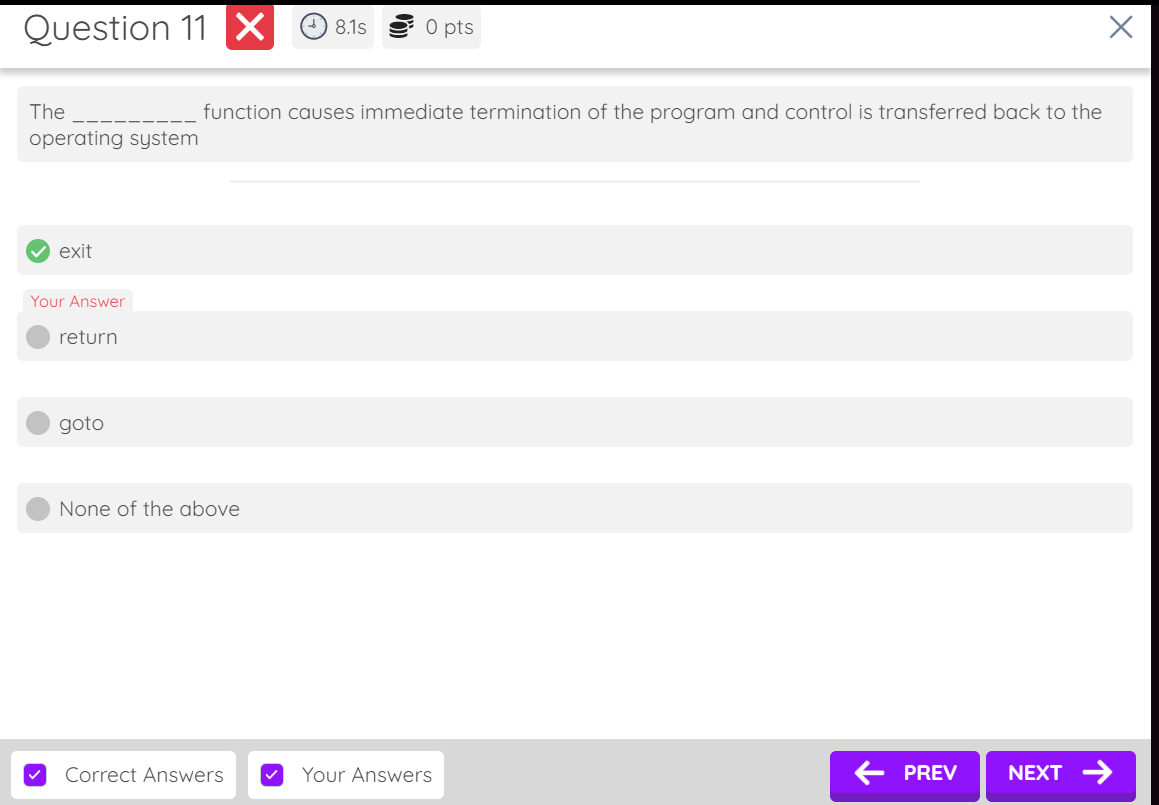 Question 11
8.1s
0 pts
The _________ function causes immediate termination of the program and control is transferred back to the
operating system
exit
Your Answer
return
goto
None of the above
Correct Answers
Your Answers
PREV
NEXT